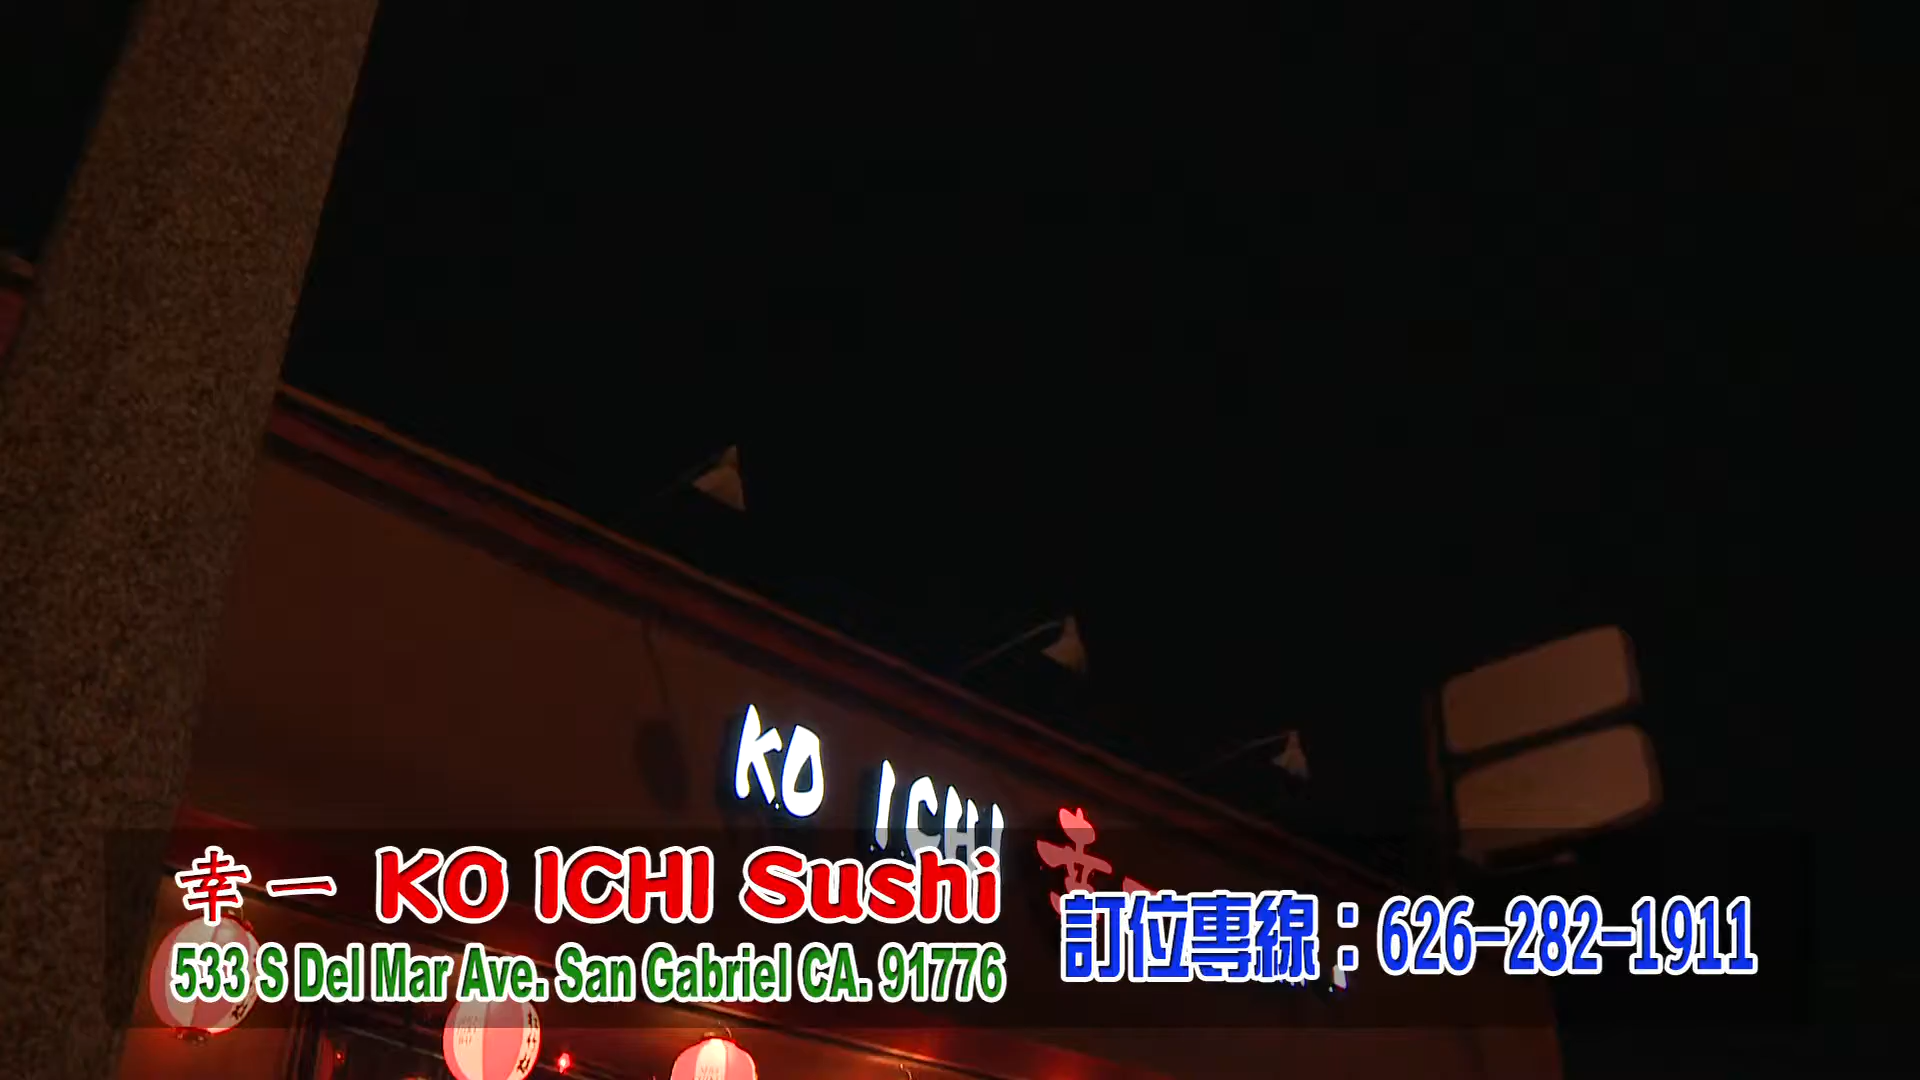 KO ICHI 幸
幸一 KO ICHI Sushi
533 S Del Mar Ave. San Gabriel CA. 91776
訂位專線：626-282-1911